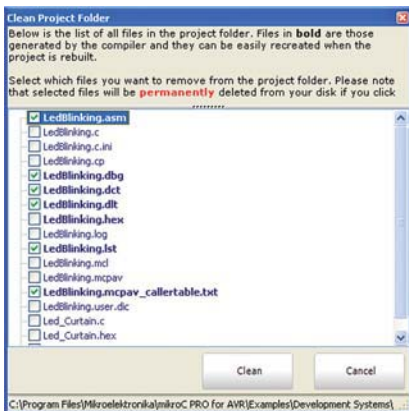 Clean Project Folder
Below is the list of all files in the project folder. Files in bold are those
generated by the compiler and they can be easily recreated when the
project is rebuilt.
Select which files you want to remove from the project folder. Please note
that selected files will be permanently deleted from your disk if you click
LedBlinking.asm
LedBlinking.c
LedBlinking.c.ini
LedBlinking.cp
LedBlinking.dbg
LedBlinking.dct
LedBlinking.dlt
LedBlinking.hex
LedBlinking.log
LedBlinking.lst
LedBlinking.mcl
LedBlinking.mcpav
LedBlinking.mcpav_callertable.txt
LedBlinking.user.dic
Led_Curtain.c
Led_Curtain.hex
Clean Cancel
C:\Program Files\Mikroelektronika\mikroC PRO for AVR\Examples\Development Systems\